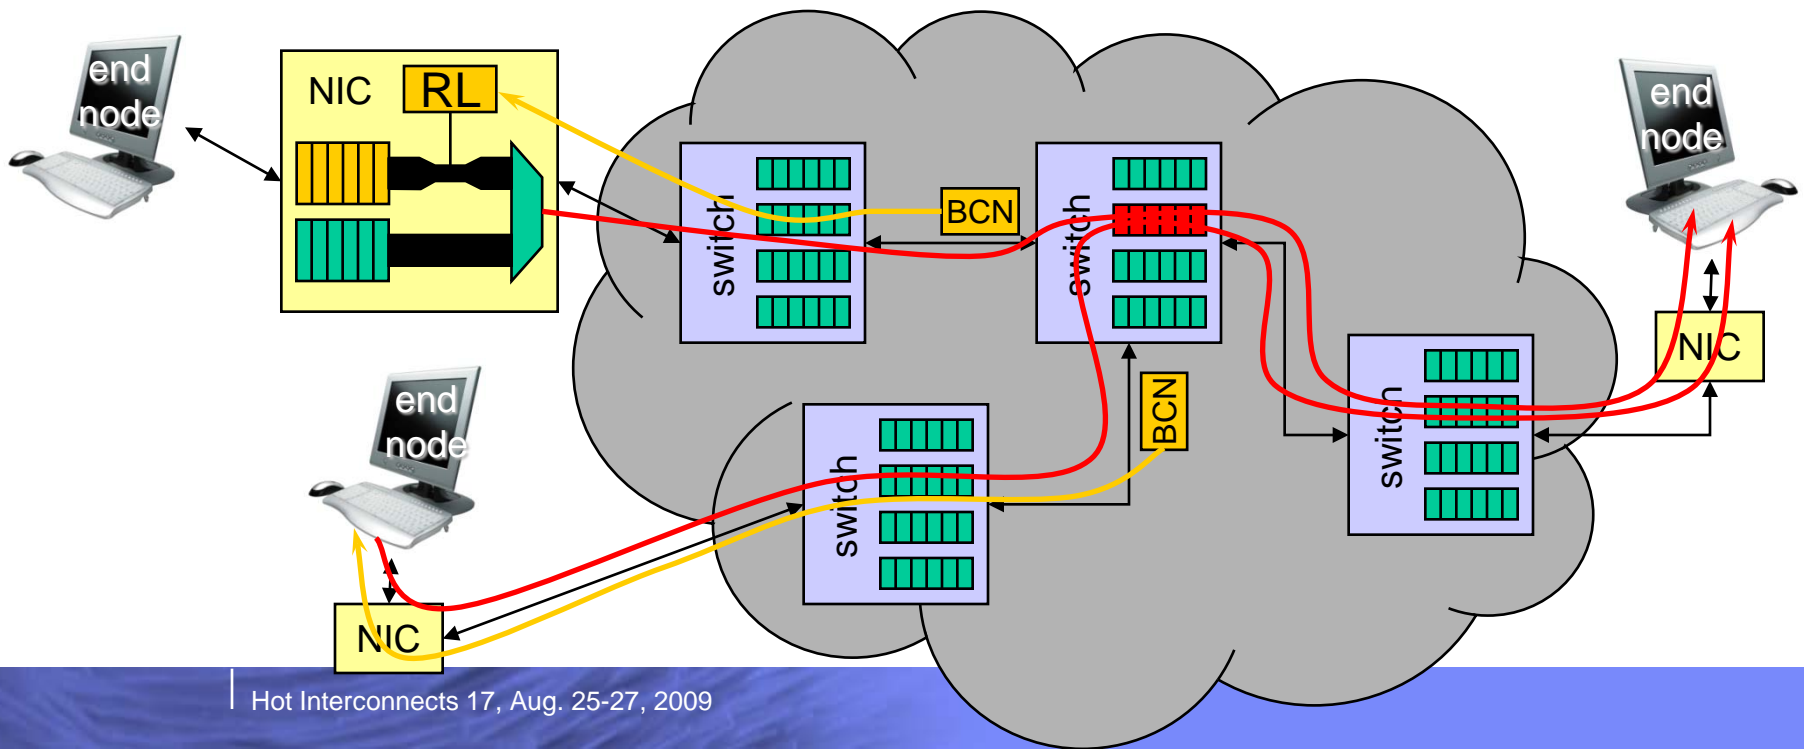 end
node
NIC
RL
end
node
switch
BCN
switch
NIC
end
node
BCN
switch
switch
NIC
Hot Interconnects 17, Aug. 25-27, 2009